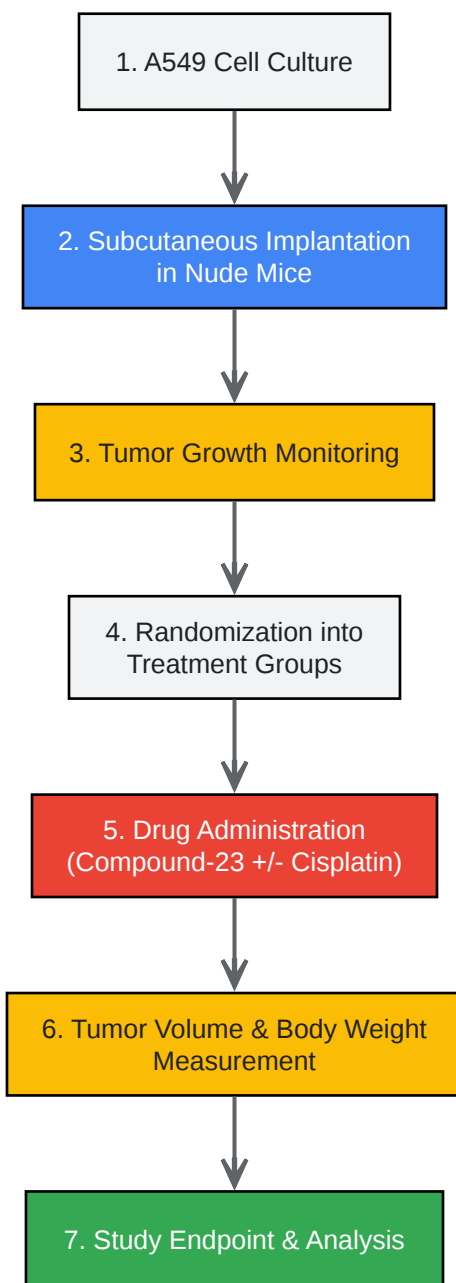 1. A549 Cell Culture
2. Subcutaneous Implantation
in Nude Mice
3. Tumor Growth Monitoring
4. Randomization into
Treatment Groups
5. Drug Administration
(Compound-23 +/- Cisplatin)
6. Tumor Volume & Body Weight
Measurement
7. Study Endpoint & Analysis